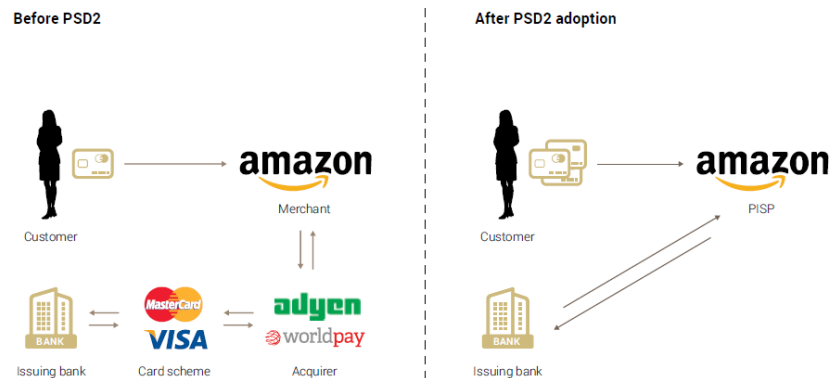 Before PSD2
amazon
Merchant
Customer
MasterCard
VISA
adyen
worldpay
BANK
Issuing bank
Card scheme
Acquirer
After PSD2 adoption
amazon
PISP
Customer
BANK
Issuing bank